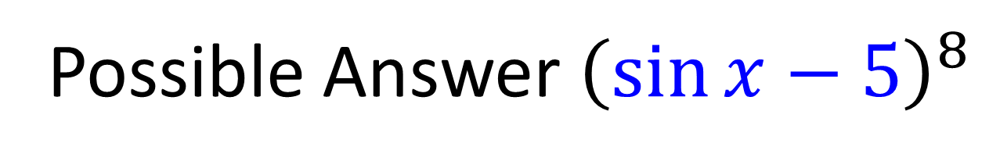 Possible Answer (sin x − 5)⁸